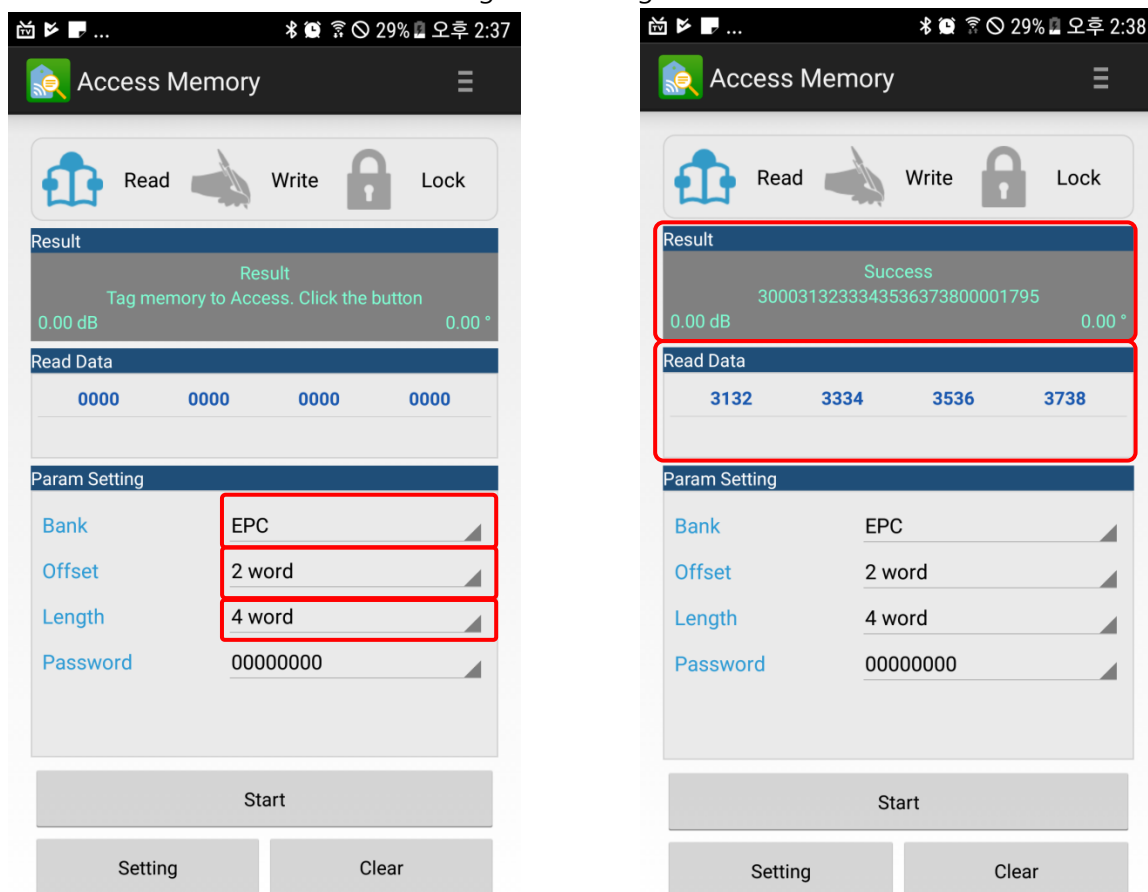 ... 29% 오후 2:37
Access Memory
Read Write Lock
Result
Result
Tag memory to Access. Click the button
0.00 dB 0.00 °
Read Data
0000 0000 0000 0000
Param Setting
Bank EPC
Offset 2 word
Length 4 word
Password 00000000
Start
Setting Clear
... 29% 오후 2:38
Access Memory
Read Write Lock
Result
Success
3000313233343536373800001795
0.00 dB 0.00 °
Read Data
3132 3334 3536 3738
Param Setting
Bank EPC
Offset 2 word
Length 4 word
Password 00000000
Start
Setting Clear